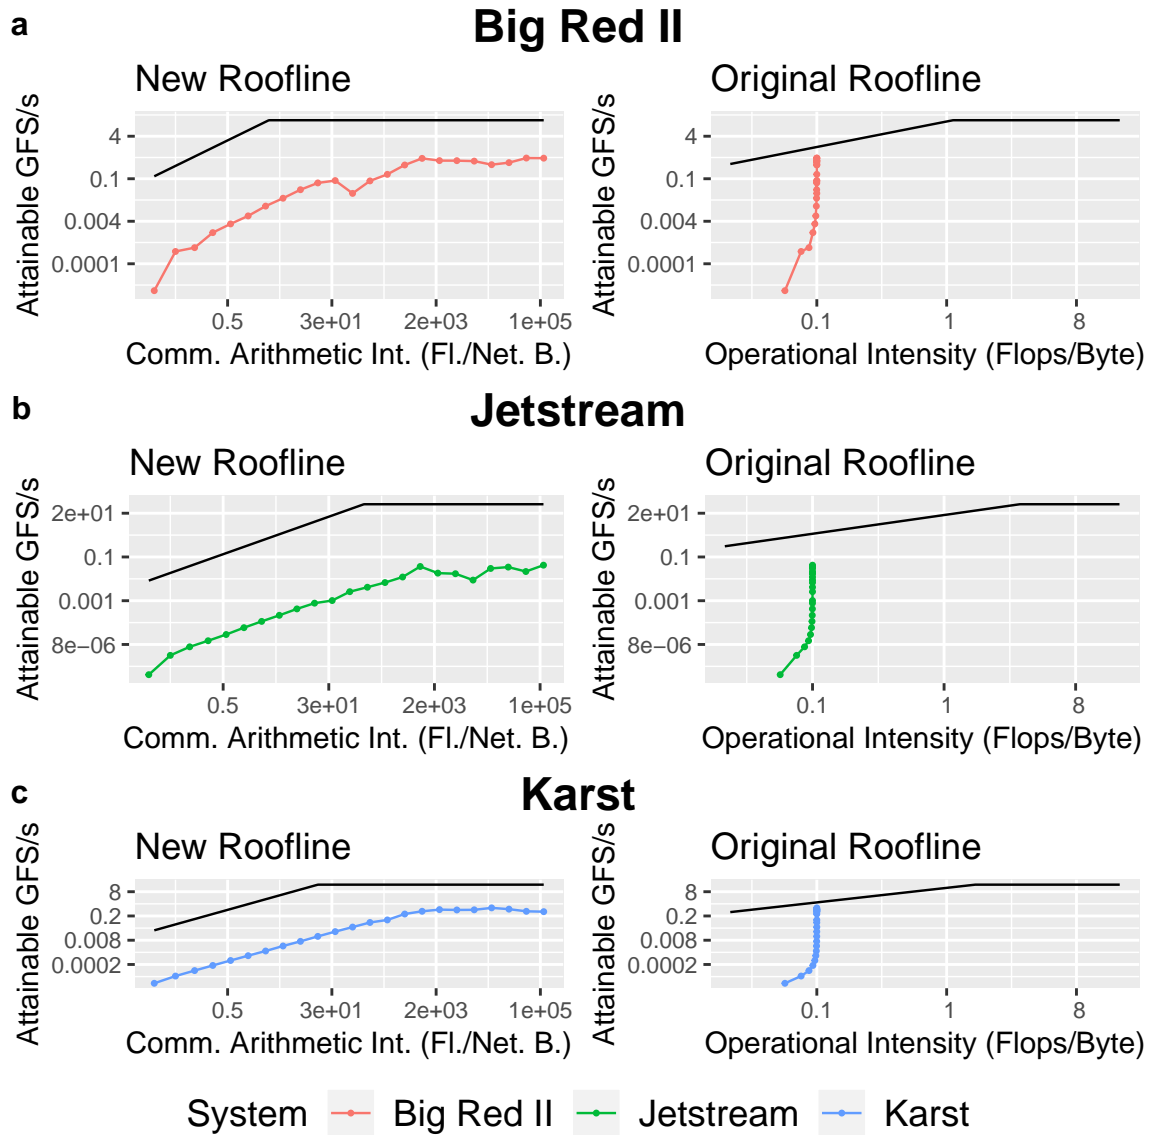 a
Big Red II
New Roofline
Original Roofline
Attainable GFS/s
4
0.1
0.004
0.0001
0.5
3e+01
2e+03
1e+05
Comm. Arithmetic Int. (Fl./Net. B.)
Attainable GFS/s
4
0.1
0.004
0.0001
0.1
1
8
Operational Intensity (Flops/Byte)
b
Jetstream
New Roofline
Original Roofline
Attainable GFS/s
2e+01
0.1
0.001
8e−06
0.5
3e+01
2e+03
1e+05
Comm. Arithmetic Int. (Fl./Net. B.)
Attainable GFS/s
2e+01
0.1
0.001
8e−06
0.1
1
8
Operational Intensity (Flops/Byte)
c
Karst
New Roofline
Original Roofline
Attainable GFS/s
8
0.2
0.008
0.0002
0.5
3e+01
2e+03
1e+05
Comm. Arithmetic Int. (Fl./Net. B.)
Attainable GFS/s
8
0.2
0.008
0.0002
0.1
1
8
Operational Intensity (Flops/Byte)
System Big Red II Jetstream Karst